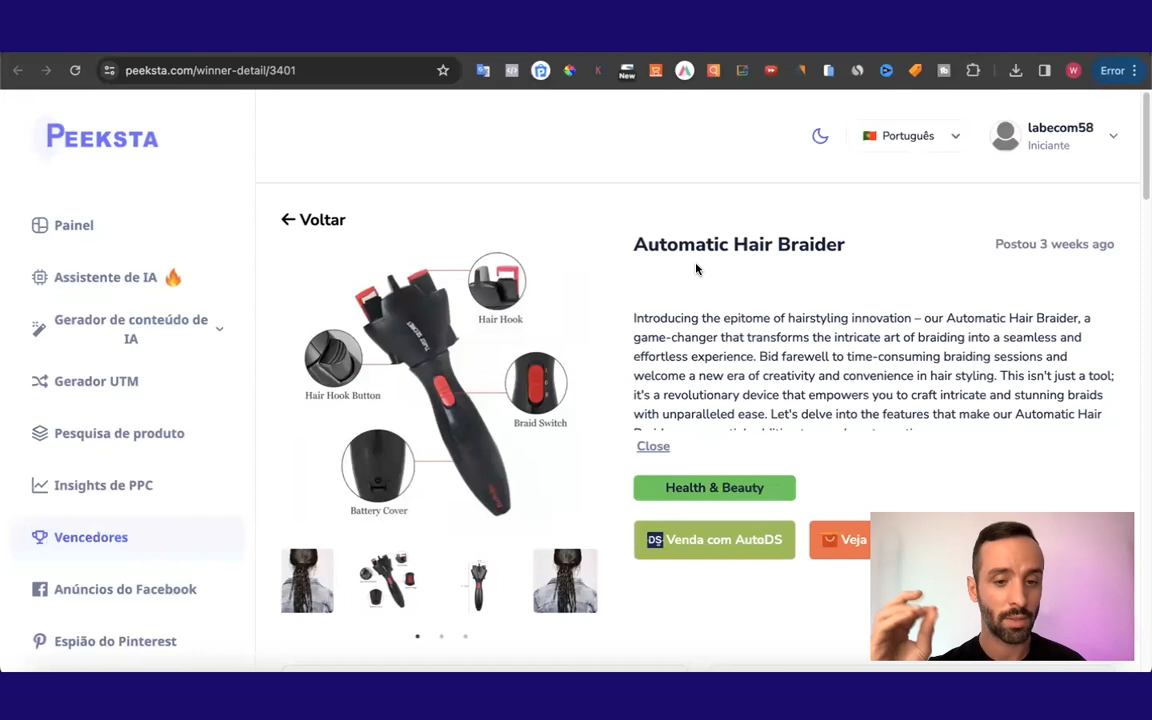 peeksta.com/winner-detail/3401
New
W
Error
PEEKSTA
Português
labecom58
Iniciante
Painel
Assistente de IA
Gerador de conteúdo de
IA
Gerador UTM
Pesquisa de produto
Insights de PPC
Vencedores
Anúncios do Facebook
Espião do Pinterest
Voltar
Hair Hook
Hair Hook Button
Braid Switch
Battery Cover
Automatic Hair Braider
Postou 3 weeks ago
Introducing the epitome of hairstyling innovation – our Automatic Hair Braider, a
game-changer that transforms the intricate art of braiding into a seamless and
effortless experience. Bid farewell to time-consuming braiding sessions and
welcome a new era of creativity and convenience in hair styling. This isn't just a tool;
it's a revolutionary device that empowers you to craft intricate and stunning braids
with unparalleled ease. Let's delve into the features that make our Automatic Hair
Close
Health & Beauty
DS Venda com AutoDS
Veja